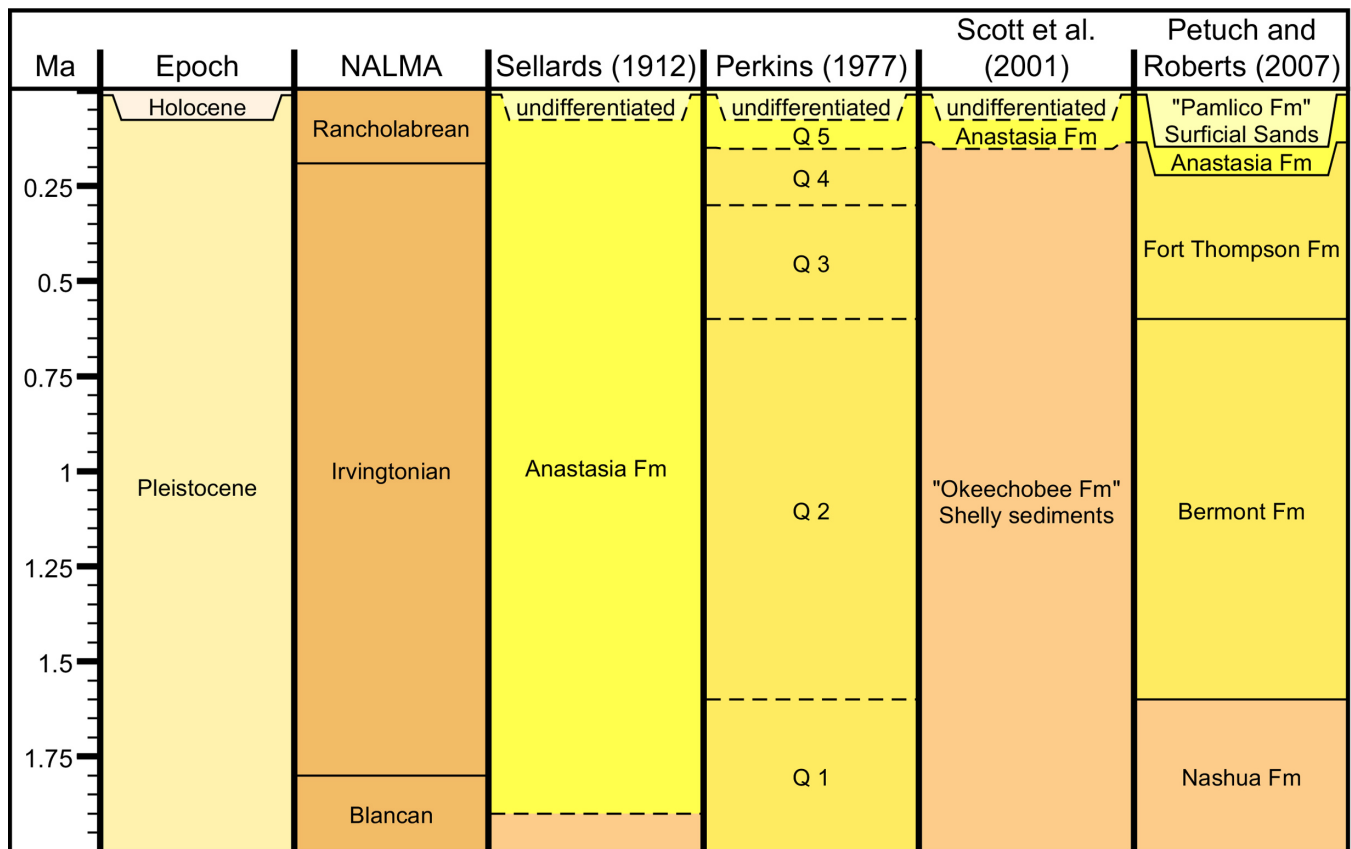 Scott et al.
Petuch and
Ma
Epoch
NALMA
Sellards (1912)
Perkins (1977)
(2001)
Roberts (2007)
Holocene
undifferentiated
undifferentiated
undifferentiated
"Pamlico Fm"
Rancholabrean
Q 5
Anastasia Fm
Surficial Sands
Anastasia Fm
0.25
Q 4
Fort Thompson Fm
Q 3
0.5
0.75
1
Irvingtonian
Anastasia Fm
Pleistocene
"Okeechobee Fm"
Shelly sediments
Q 2
Bermont Fm
1.25
1.5
1.75
Q 1
Nashua Fm
Blancan